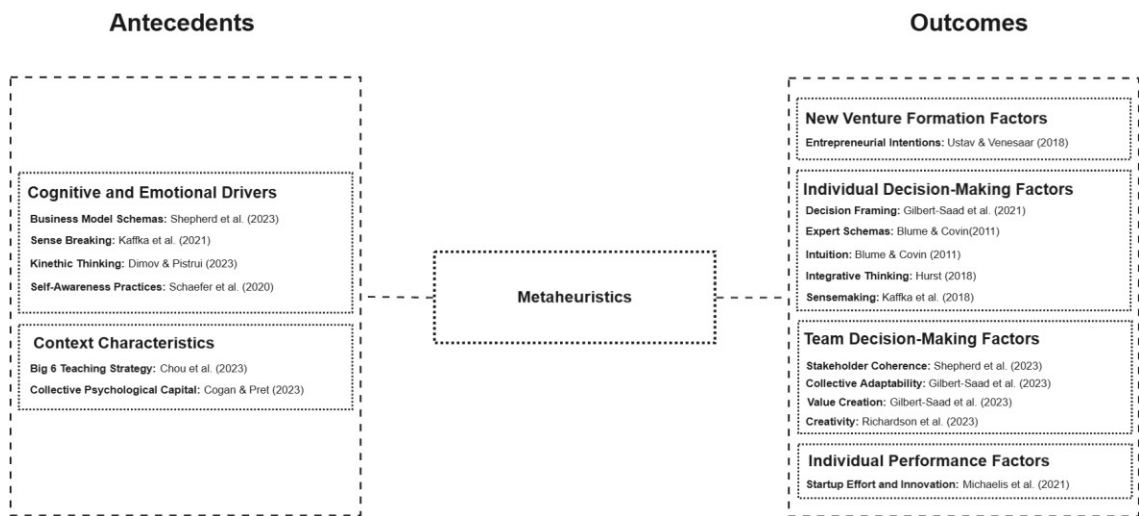 Antecedents
Cognitive and Emotional Drivers
Business Model Schemas: Shepherd et al. (2023)
Sense Breaking: Kaffka et al. (2021)
Kinethic Thinking: Dimov & Pistrui (2023)
Self-Awareness Practices: Schaefer et al. (2020)
Context Characteristics
Big 6 Teaching Strategy: Chou et al. (2023)
Collective Psychological Capital: Cogan & Pret (2023)
Metaheuristics
Outcomes
New Venture Formation Factors
Entrepreneurial Intentions: Ustav & Venesaar (2018)
Individual Decision-Making Factors
Decision Framing: Gilbert-Saad et al. (2021)
Expert Schemas: Blume & Covin(2011)
Intuition: Blume & Covin (2011)
Integrative Thinking: Hurst (2018)
Sensemaking: Kaffka et al. (2018)
Team Decision-Making Factors
Stakeholder Coherence: Shepherd et al. (2023)
Collective Adaptability: Gilbert-Saad et al. (2023)
Value Creation: Gilbert-Saad et al. (2023)
Creativity: Richardson et al. (2023)
Individual Performance Factors
Startup Effort and Innovation: Michaelis et al. (2021)